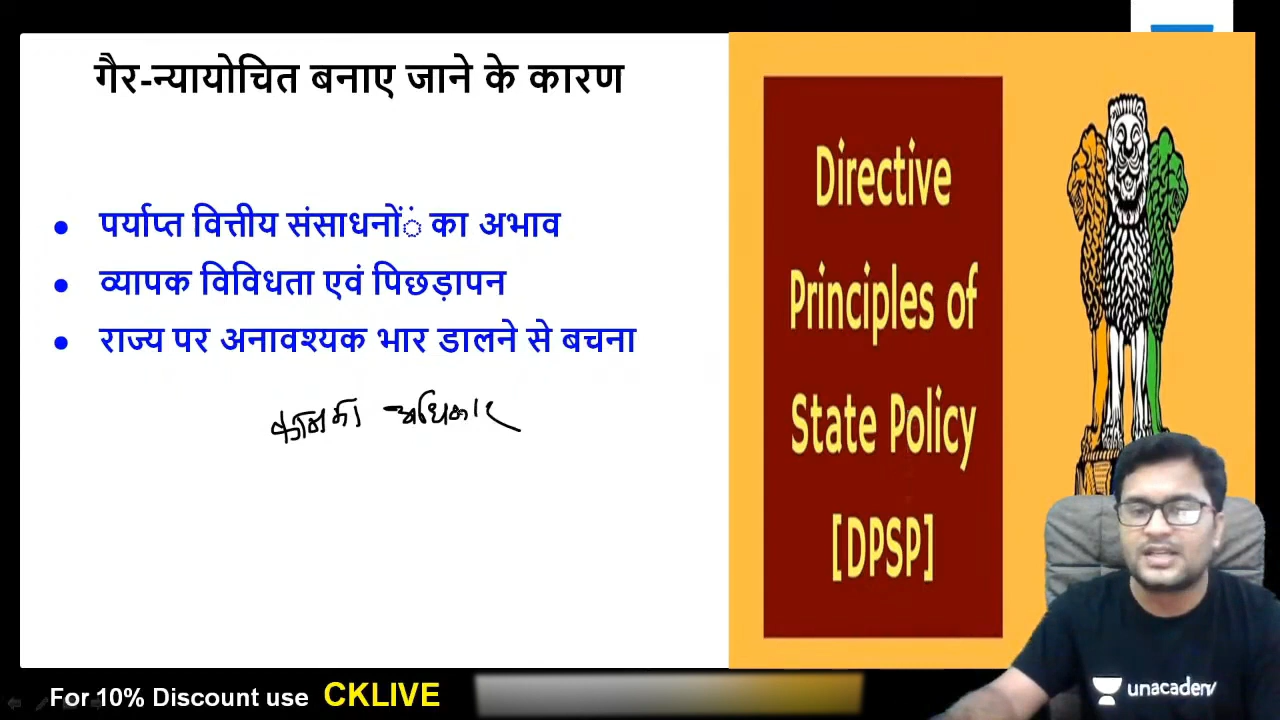 गैर-न्यायोचित बनाए जाने के कारण
• पर्याप्त वित्तीय संसाधनोंं का अभाव
• व्यापक विविधता एवं पिछड़ापन
• राज्य पर अनावश्यक भार डालने से बचना
काम का अधिकार
Directive
Principles of
State Policy
[DPSP]
unacademy
For 10% Discount use CKLIVE